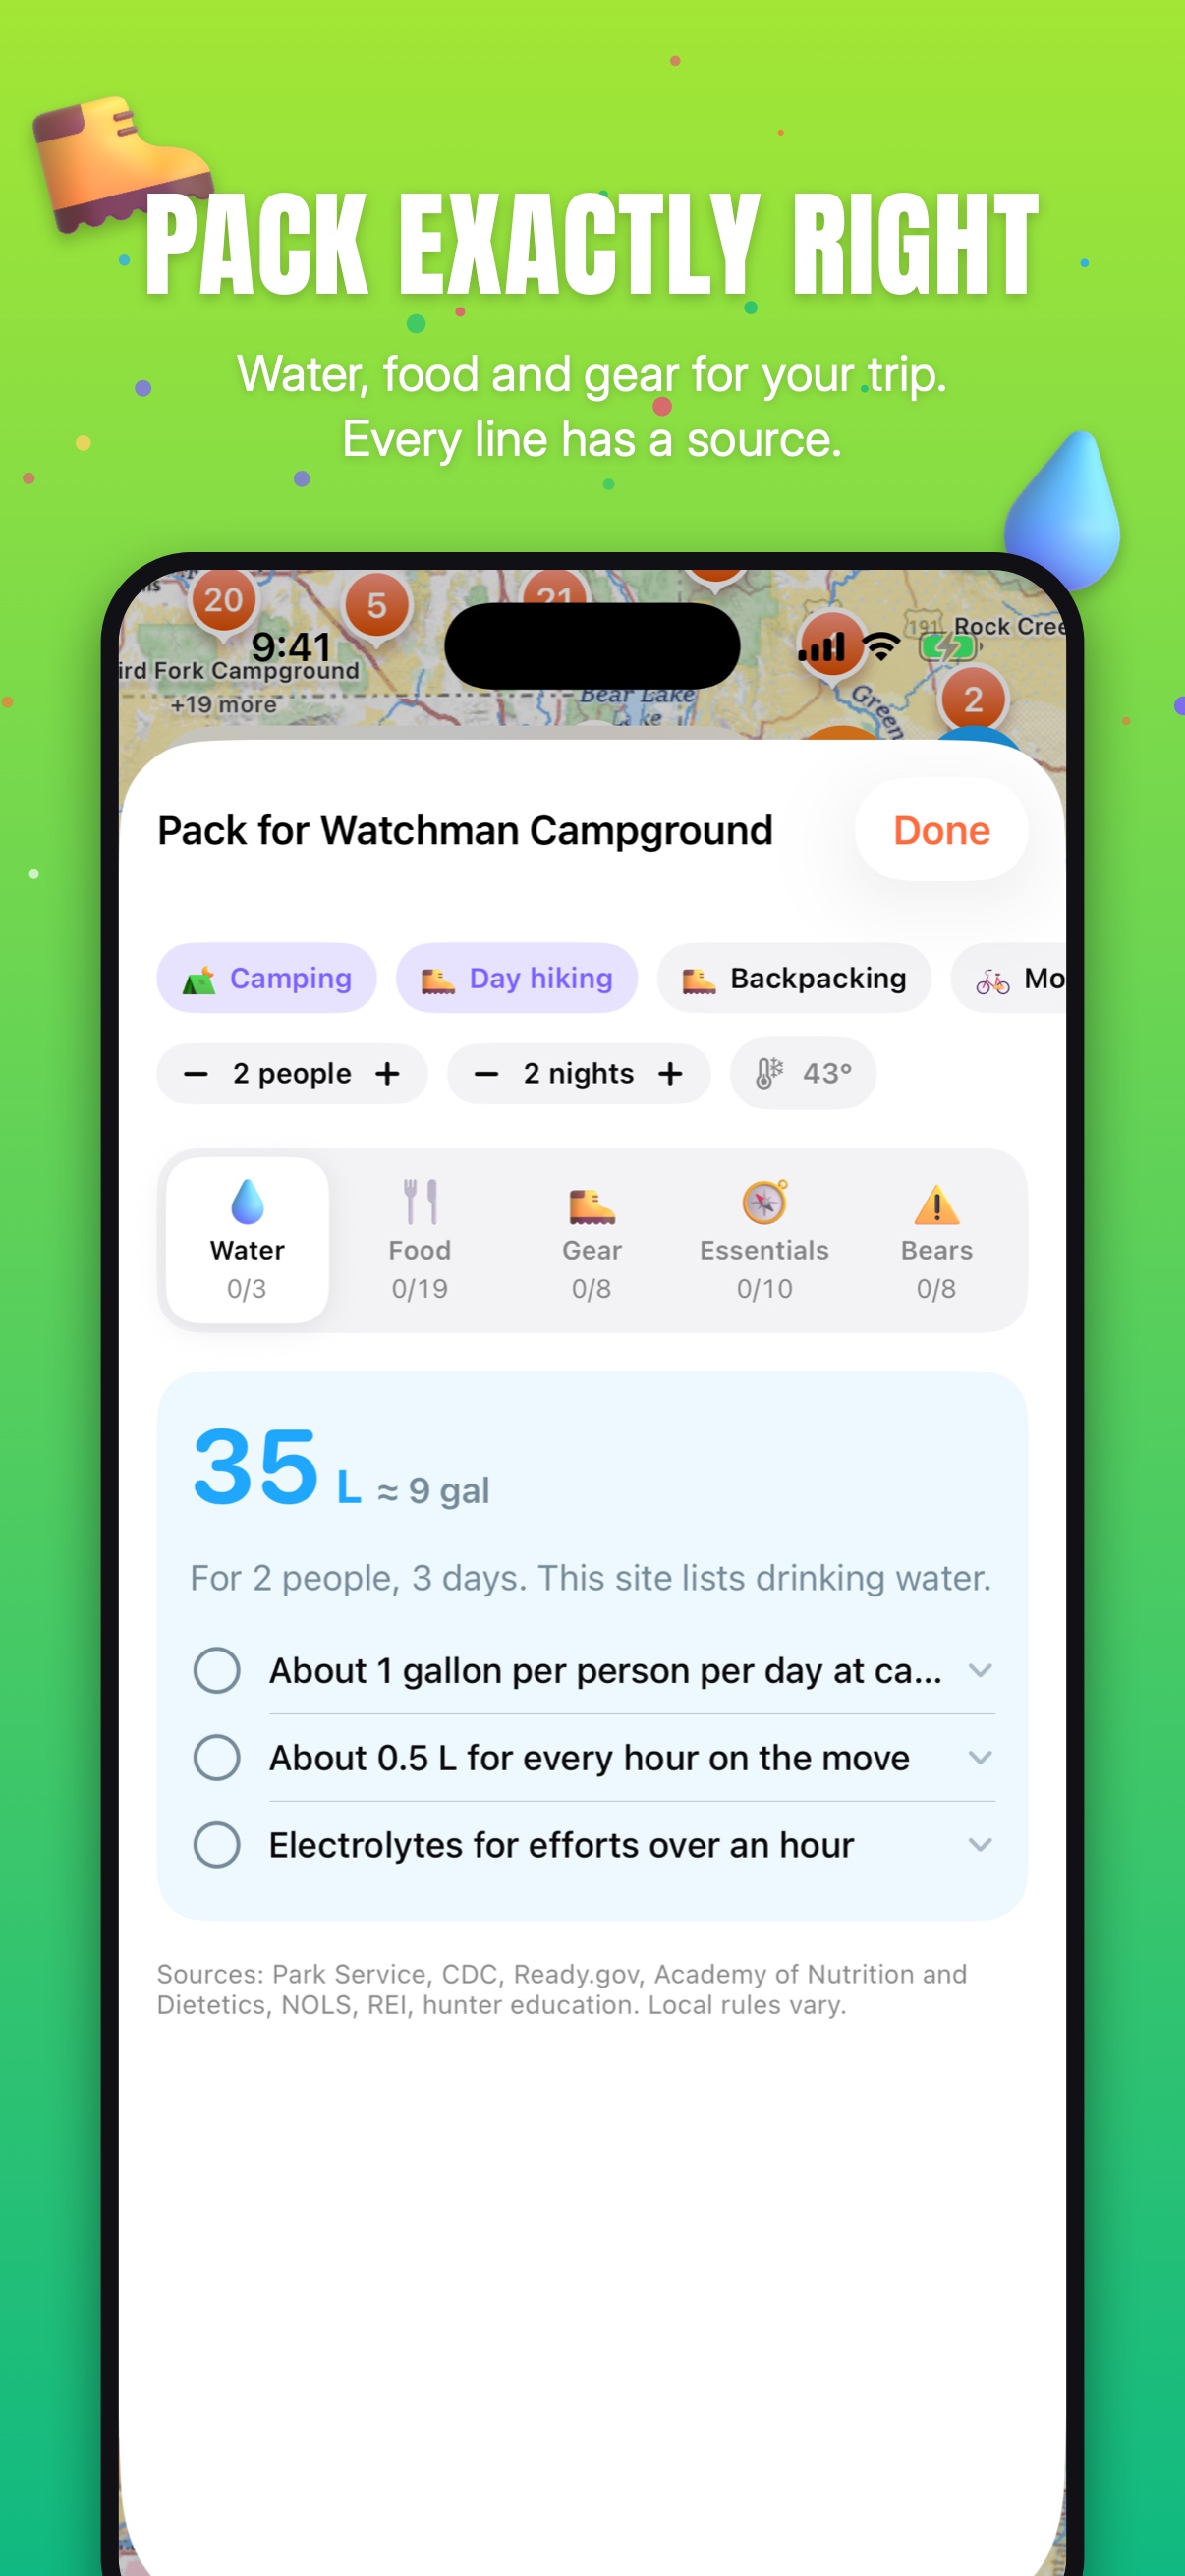 PACK EXACTLY RIGHT
Water, food and gear for your trip.
Every line has a source.
20
5
21
9:41
191
Rock Cree
ird Fork Campground
+19 more
Bear Lake
Green
2
Pack for Watchman Campground
Done
Camping
Day hiking
Backpacking
Mo
2 people
2 nights
43°
Water
Food
Gear
Essentials
Bears
0/3
0/19
0/8
0/10
0/8
35 L ≈ 9 gal
For 2 people, 3 days. This site lists drinking water.
About 1 gallon per person per day at ca...
About 0.5 L for every hour on the move
Electrolytes for efforts over an hour
Sources: Park Service, CDC, Ready.gov, Academy of Nutrition and
Dietetics, NOLS, REI, hunter education. Local rules vary.